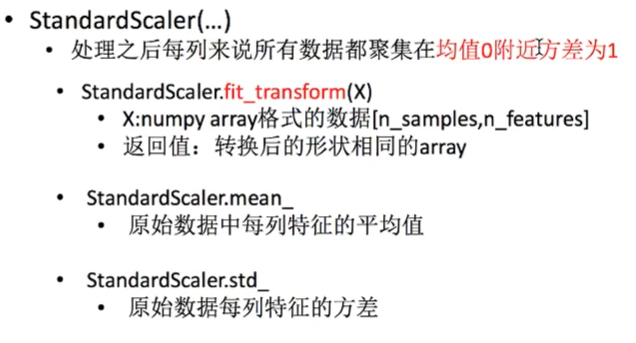 • StandardScaler(…)
• 处理之后每列来说所有数据都聚集在均值0附近方差为1
• StandardScaler.fit_transform(X)
• X:numpy array格式的数据[n_samples,n_features]
• 返回值：转换后的形状相同的array
• StandardScaler.mean_
• 原始数据中每列特征的平均值
• StandardScaler.std_
• 原始数据每列特征的方差